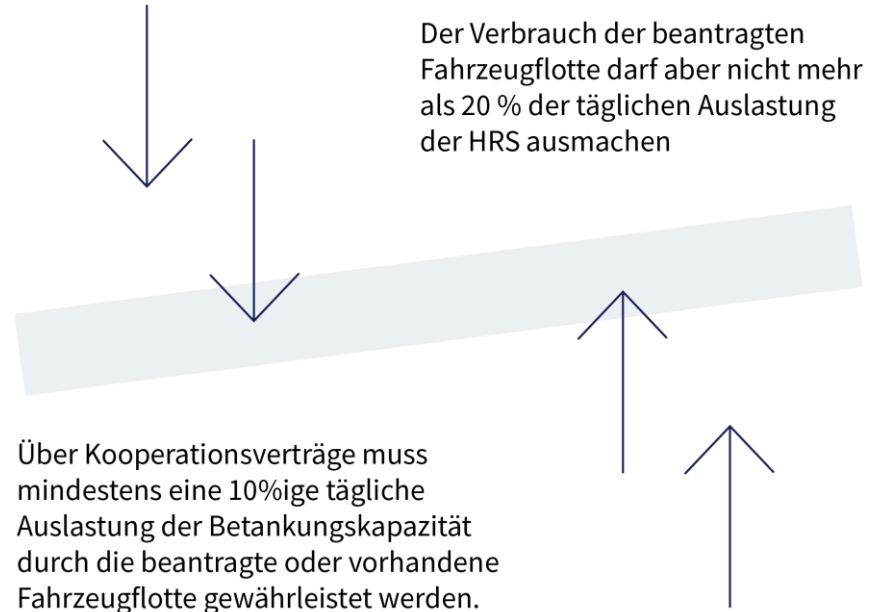 Der Verbrauch der beantragten
Fahrzeugflotte darf aber nicht mehr
als 20 % der täglichen Auslastung
der HRS ausmachen
Über Kooperationsverträge muss
mindestens eine 10%ige tägliche
Auslastung der Betankungskapazität
durch die beantragte oder vorhandene
Fahrzeugflotte gewährleistet werden.